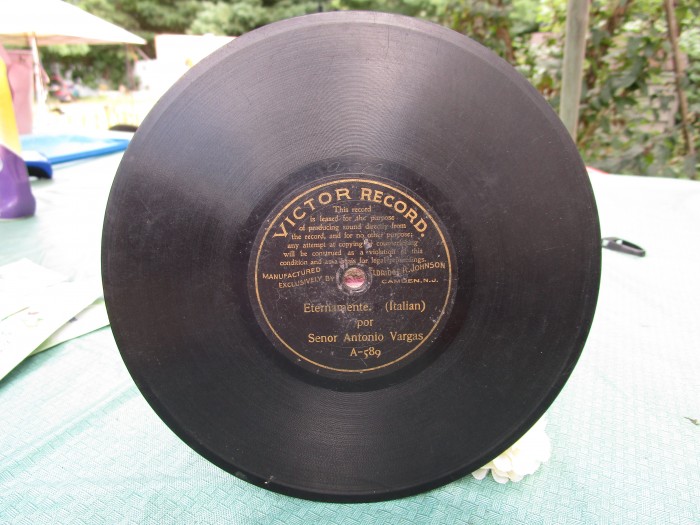 VICTOR RECORD.
This record
is leased for the purpose
of producing sound directly from
the record, and for no other purpose;
any attempt at copying or counterfeiting
will be construed as a violation of this
condition and a basis for legal proceedings.
MANUFACTURED
EXCLUSIVELY BY
R. JOHNSON
CAMDEN, N.J.
Eternamente. (Italian)
por
Senor Antonio Vargas
A-589